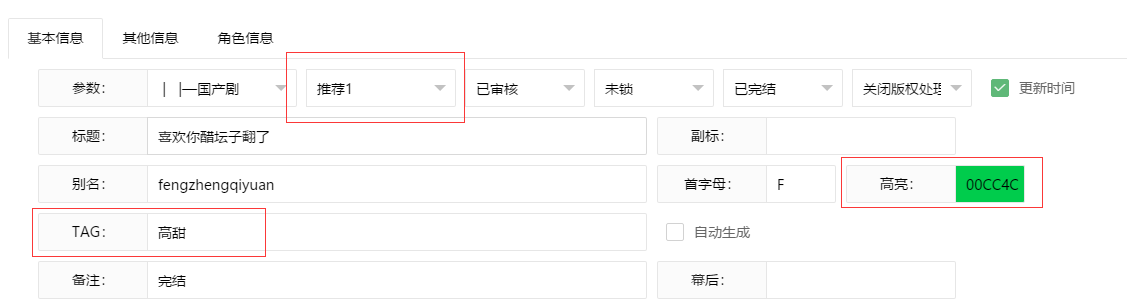 基本信息 其他信息 角色信息
参数： | |—国产剧 推荐1 已审核 未锁 已完结 关闭版权处理 更新时间
标题： 喜欢你醋坛子翻了 副标：
别名： fengzhengqiyuan 首字母： F 高亮： 00CC4C
TAG： 高甜 自动生成
备注： 完结 幕后：